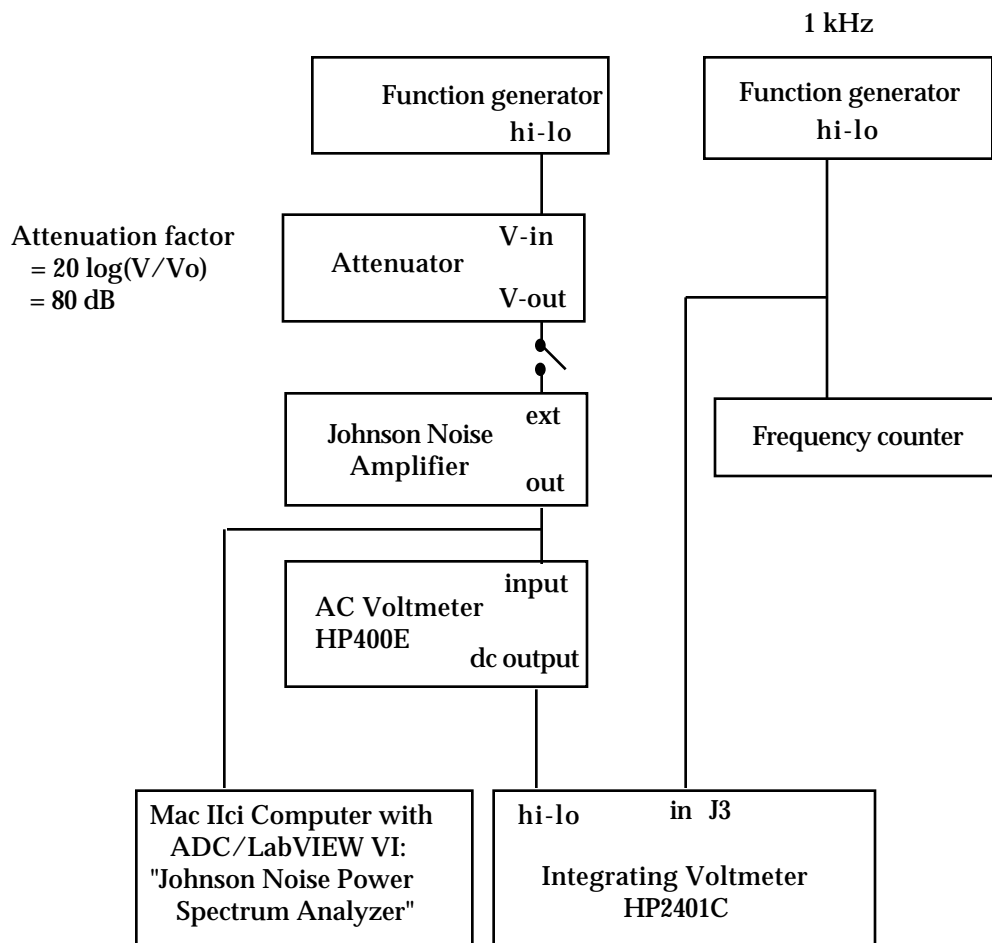 1 kHz
Function generator
hi-lo
Function generator
hi-lo
Attenuation factor
= 20 log(V/Vo)
= 80 dB
V-in
Attenuator
V-out
ext
Johnson Noise
Amplifier
out
Frequency counter
input
AC Voltmeter
HP400E
dc output
Mac IIci Computer with
ADC/LabVIEW VI:
"Johnson Noise Power
Spectrum Analyzer"
hi-lo
in J3
Integrating Voltmeter
HP2401C